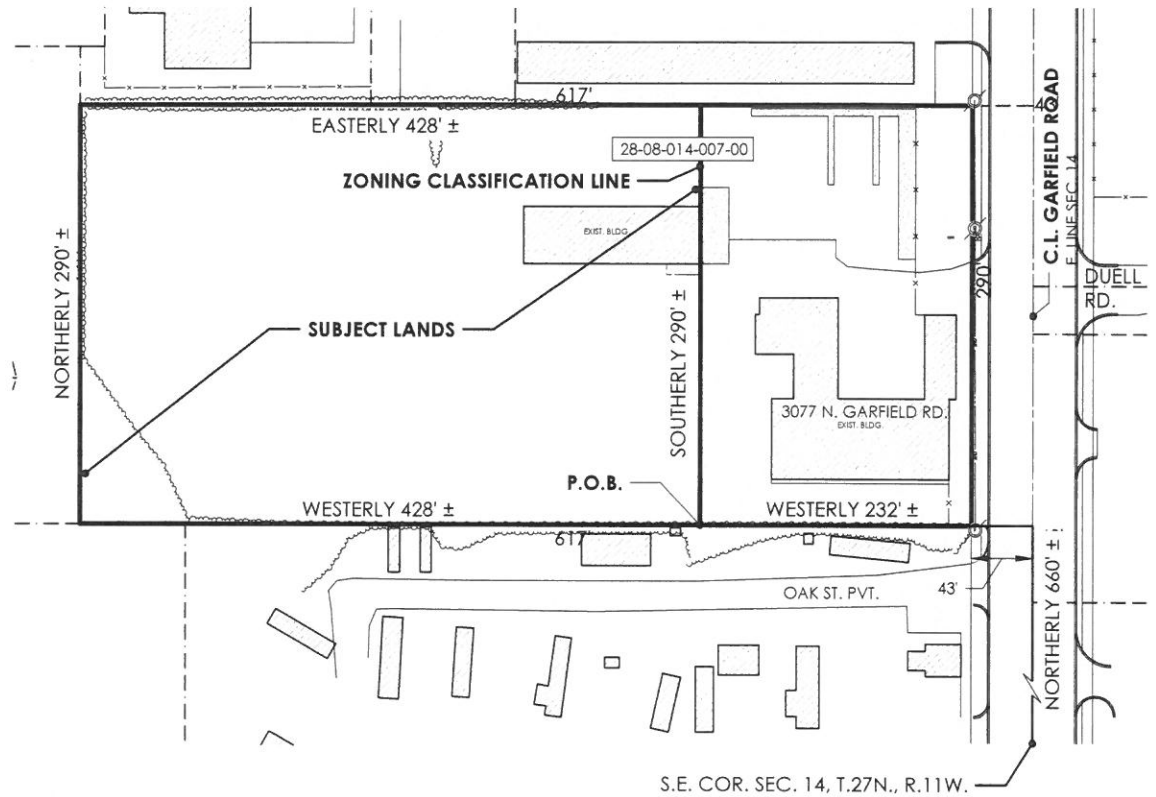 617'
EASTERLY 428' ±
28-08-014-007-00
ZONING CLASSIFICATION LINE
EXIST. BLDG.
SUBJECT LANDS
NORTHERLY 290' ±
SOUTHERLY 290' ±
290'
C.L. GARFIELD ROAD
E LINE SEC 14
DUELL
RD.
3077 N. GARFIELD RD.
EXIST. BLDG.
P.O.B.
WESTERLY 428' ±
WESTERLY 232' ±
617'
OAK ST. PVT.
43'
NORTHERLY 660' ±
S.E. COR. SEC. 14, T.27N., R.11W.